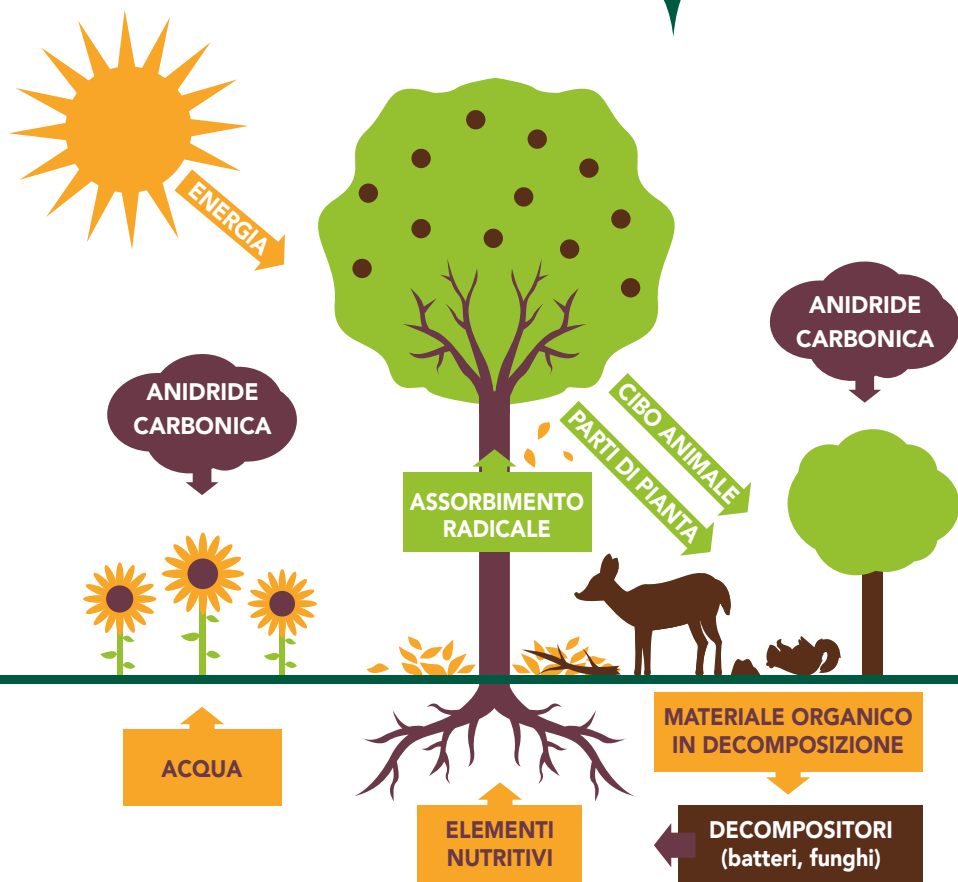 ENERGIA
ANIDRIDE
CARBONICA
ANIDRIDE
CARBONICA
CIBO ANIMALE
PARTI DI PIANTA
ASSORBIMENTO
RADICALE
ACQUA
MATERIALE ORGANICO
IN DECOMPOSIZIONE
ELEMENTI
NUTRITIVI
DECOMPOSITORI
(batteri, funghi)